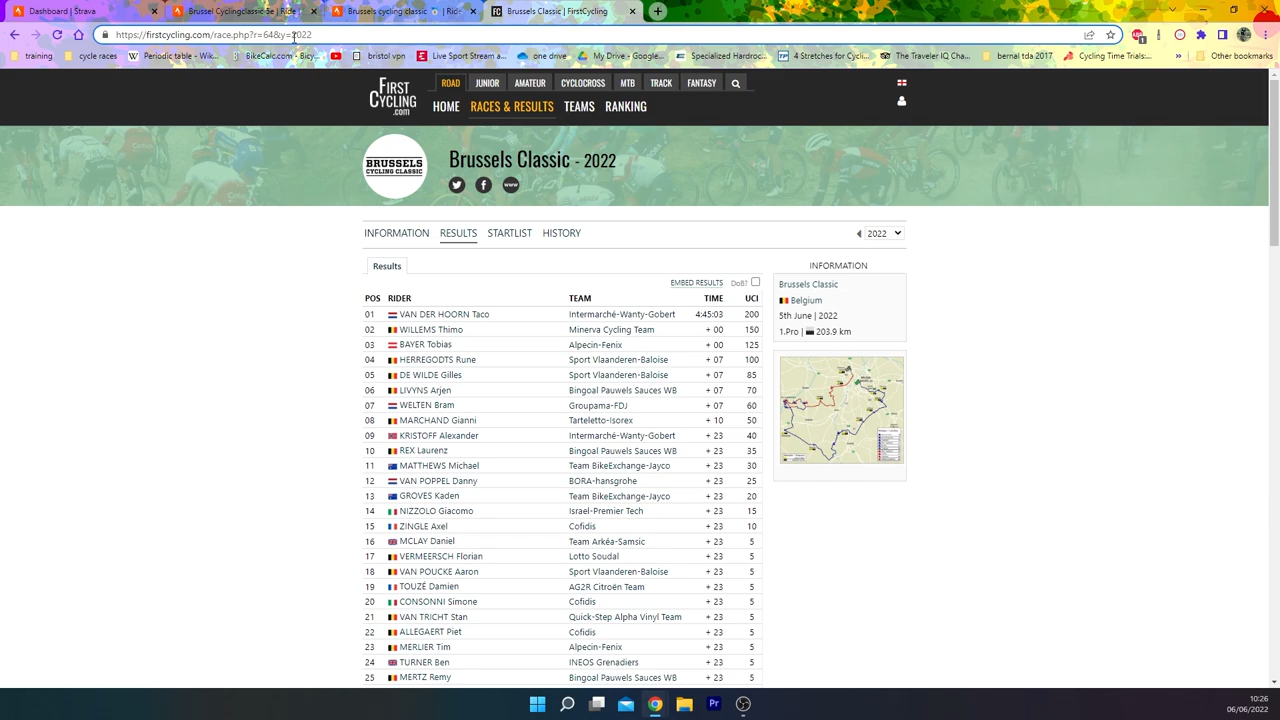 Dashboard | Strava
Brussel Cyclingclassic 5e | Ride |
Brussels cycling classic | Rid
Brussels Classic | FirstCycling
https://firstcycling.com/race.php?r=64&y=2022
training
cycle races
Periodic table - Wik...
BikeCalc.com - Bicy...
bristol vpn
Live Sport Stream a...
one drive
My Drive - Google...
Specialized Hardroc...
4 Stretches for Cycli...
The Traveler IQ Cha...
bernal tda 2017
Cycling Time Trials:...
Other bookmarks
FIRST CYCLING.com
ROAD JUNIOR AMATEUR CYCLOCROSS MTB TRACK FANTASY
HOME RACES & RESULTS TEAMS RANKING
BRUSSELS CYCLING CLASSIC
Brussels Classic - 2022
www
INFORMATION RESULTS STARTLIST HISTORY
2022
Results
EMBED RESULTS DoB?
POS RIDER TEAM TIME UCI
01 VAN DER HOORN Taco Intermarché-Wanty-Gobert 4:45:03 200
02 WILLEMS Thimo Minerva Cycling Team + 00 150
03 BAYER Tobias Alpecin-Fenix + 00 125
04 HERREGODTS Rune Sport Vlaanderen-Baloise + 07 100
05 DE WILDE Gilles Sport Vlaanderen-Baloise + 07 85
06 LIVYNS Arjen Bingoal Pauwels Sauces WB + 07 70
07 WELTEN Bram Groupama-FDJ + 07 60
08 MARCHAND Gianni Tarteletto-Isorex + 10 50
09 KRISTOFF Alexander Intermarché-Wanty-Gobert + 23 40
10 REX Laurenz Bingoal Pauwels Sauces WB + 23 35
11 MATTHEWS Michael Team BikeExchange-Jayco + 23 30
12 VAN POPPEL Danny BORA-hansgrohe + 23 25
13 GROVES Kaden Team BikeExchange-Jayco + 23 20
14 NIZZOLO Giacomo Israel-Premier Tech + 23 15
15 ZINGLE Axel Cofidis + 23 10
16 MCLAY Daniel Team Arkéa-Samsic + 23 5
17 VERMEERSCH Florian Lotto Soudal + 23 5
18 VAN POUCKE Aaron Sport Vlaanderen-Baloise + 23 5
19 TOUZÉ Damien AG2R Citroën Team + 23 5
20 CONSONNI Simone Cofidis + 23 5
21 VAN TRICHT Stan Quick-Step Alpha Vinyl Team + 23 5
22 ALLEGAERT Piet Cofidis + 23 5
23 MERLIER Tim Alpecin-Fenix + 23 5
24 TURNER Ben INEOS Grenadiers + 23 5
25 MERTZ Remy Bingoal Pauwels Sauces WB + 23 5
INFORMATION
Brussels Classic
Belgium
5th June | 2022
1.Pro | 203.9 km
10:26
06/06/2022